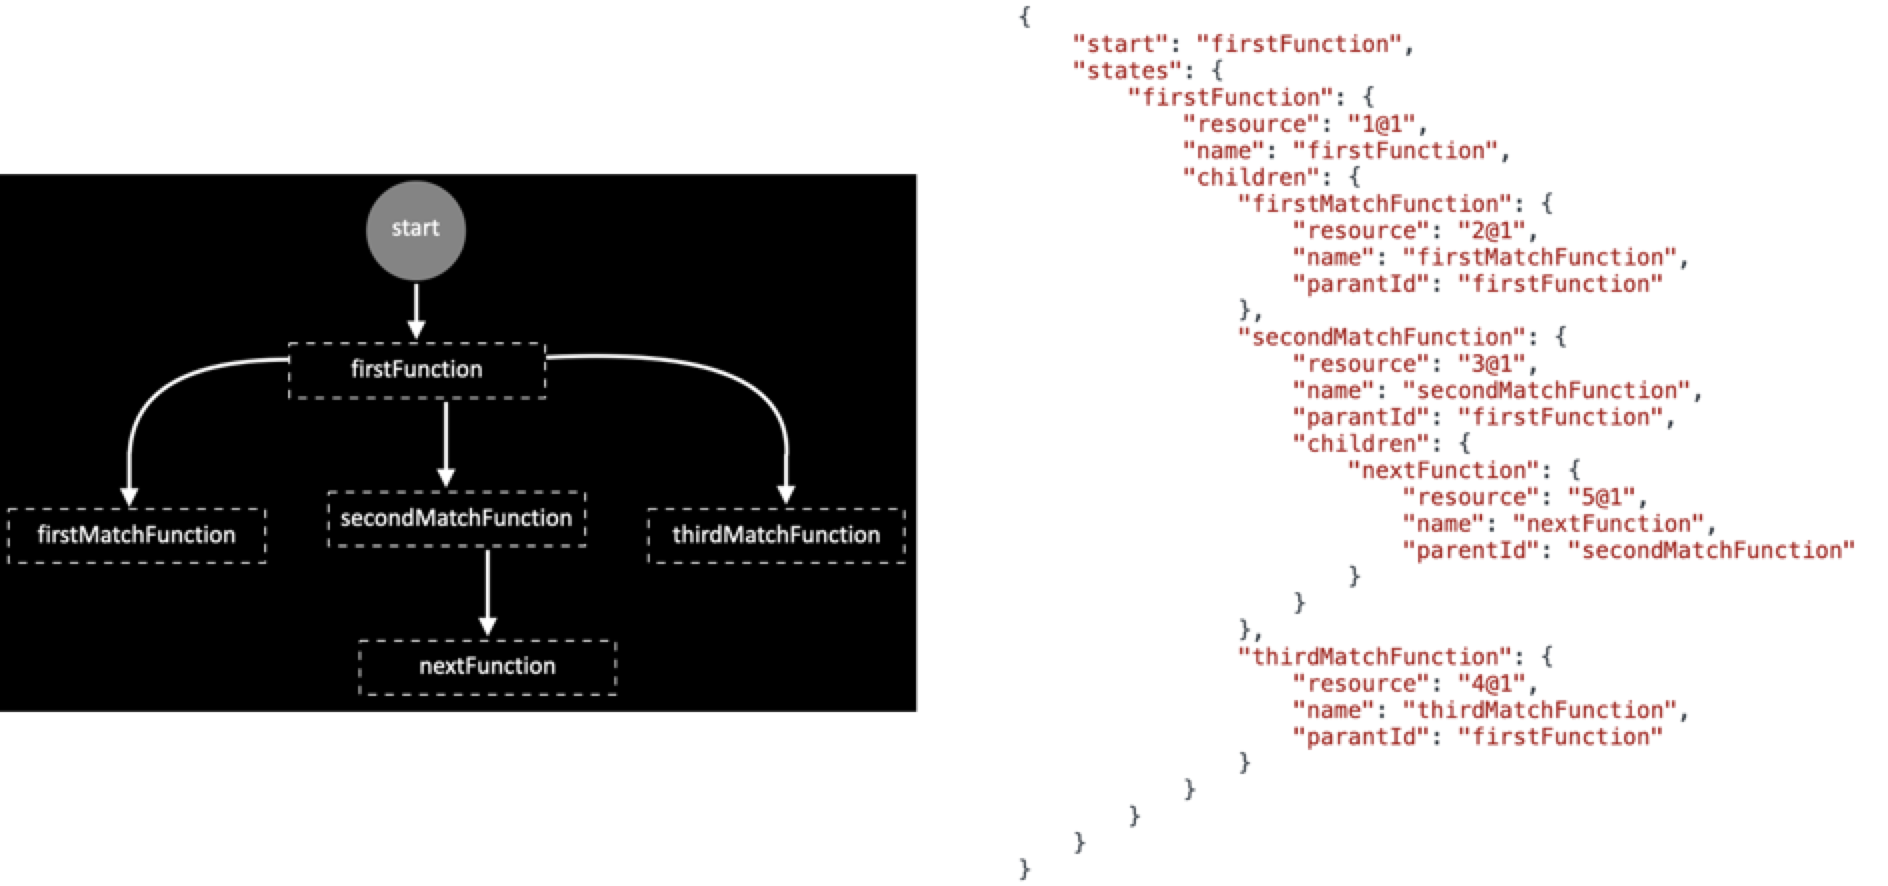 start
firstFunction
firstMatchFunction
secondMatchFunction
thirdMatchFunction
nextFunction
{
    "start": "firstFunction",
    "states": {
        "firstFunction": {
            "resource": "1@1",
            "name": "firstFunction",
            "children": {
                "firstMatchFunction": {
                    "resource": "2@1",
                    "name": "firstMatchFunction",
                    "parantId": "firstFunction"
                },
                "secondMatchFunction": {
                    "resource": "3@1",
                    "name": "secondMatchFunction",
                    "parantId": "firstFunction",
                    "children": {
                        "nextFunction": {
                            "resource": "5@1",
                            "name": "nextFunction",
                            "parentId": "secondMatchFunction"
                        }
                    }
                },
                "thirdMatchFunction": {
                    "resource": "4@1",
                    "name": "thirdMatchFunction",
                    "parantId": "firstFunction"
                }
            }
        }
    }
}